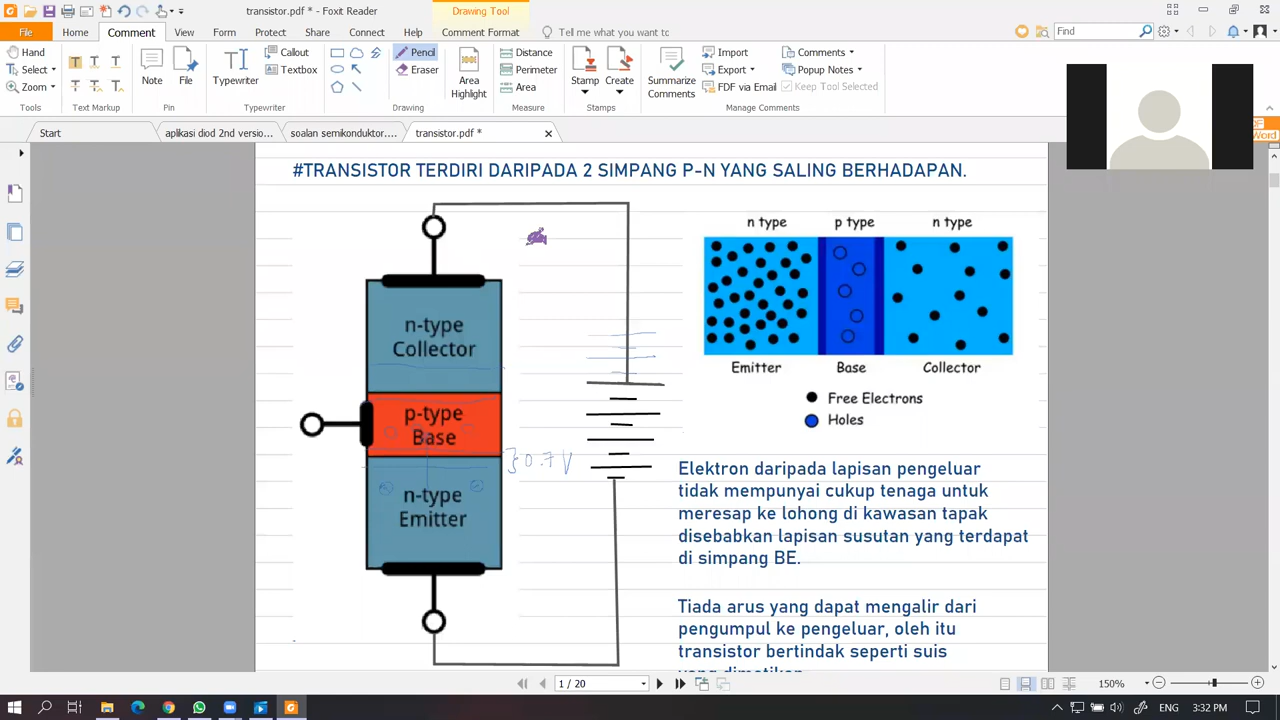 transistor.pdf * - Foxit Reader
Drawing Tool
File Home Comment View Form Protect Share Connect Help Comment Format Tell me what you want to
Find
Hand
Select
Zoom
Tools
Text Markup
Note
File
Pin
Typewriter
Callout
Textbox
Typewriter
Pencil
Eraser
Drawing
Area Highlight
Distance
Perimeter
Area
Measure
Stamp
Create
Stamps
Summarize Comments
Import
Export
FDF via Email
Comments
Popup Notes
Keep Tool Selected
Manage Comments
Start
aplikasi diod 2nd versio...
soalan semikonduktor....
transistor.pdf *
Word
#TRANSISTOR TERDIRI DARIPADA 2 SIMPANG P-N YANG SALING BERHADAPAN.
n-type
Collector
p-type
Base
n-type
Emitter
0.7V
n type p type n type
Emitter Base Collector
Free Electrons
Holes
Elektron daripada lapisan pengeluar
tidak mempunyai cukup tenaga untuk
meresap ke lohong di kawasan tapak
disebabkan lapisan susutan yang terdapat
di simpang BE.
Tiada arus yang dapat mengalir dari
pengumpul ke pengeluar, oleh itu
transistor bertindak seperti suis
yang dimatikan
1 / 20
150%
ENG 3:32 PM